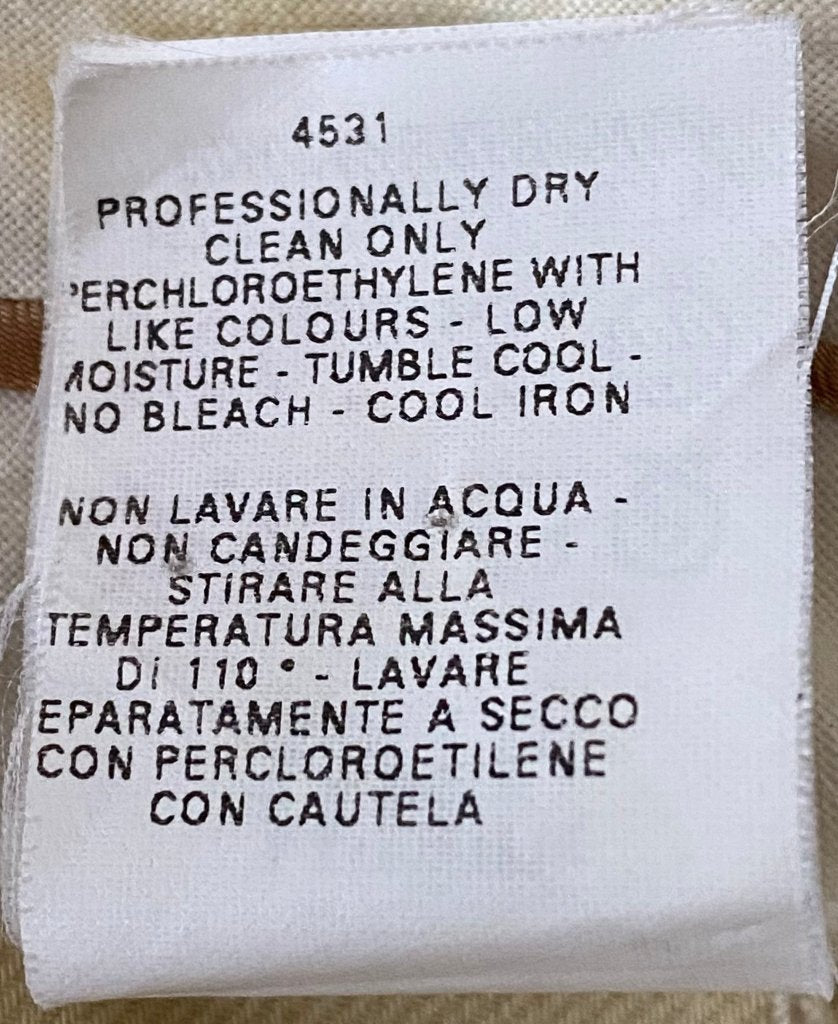 4531
PROFESSIONALLY DRY
CLEAN ONLY
PERCHLOROETHYLENE WITH
LIKE COLOURS - LOW
MOISTURE - TUMBLE COOL -
NO BLEACH - COOL IRON
NON LAVARE IN ACQUA -
NON CANDEGGIARE -
STIRARE ALLA
TEMPERATURA MASSIMA
DI 110 ° - LAVARE
EPARATAMENTE A SECCO
CON PERCLOROETILENE
CON CAUTELA